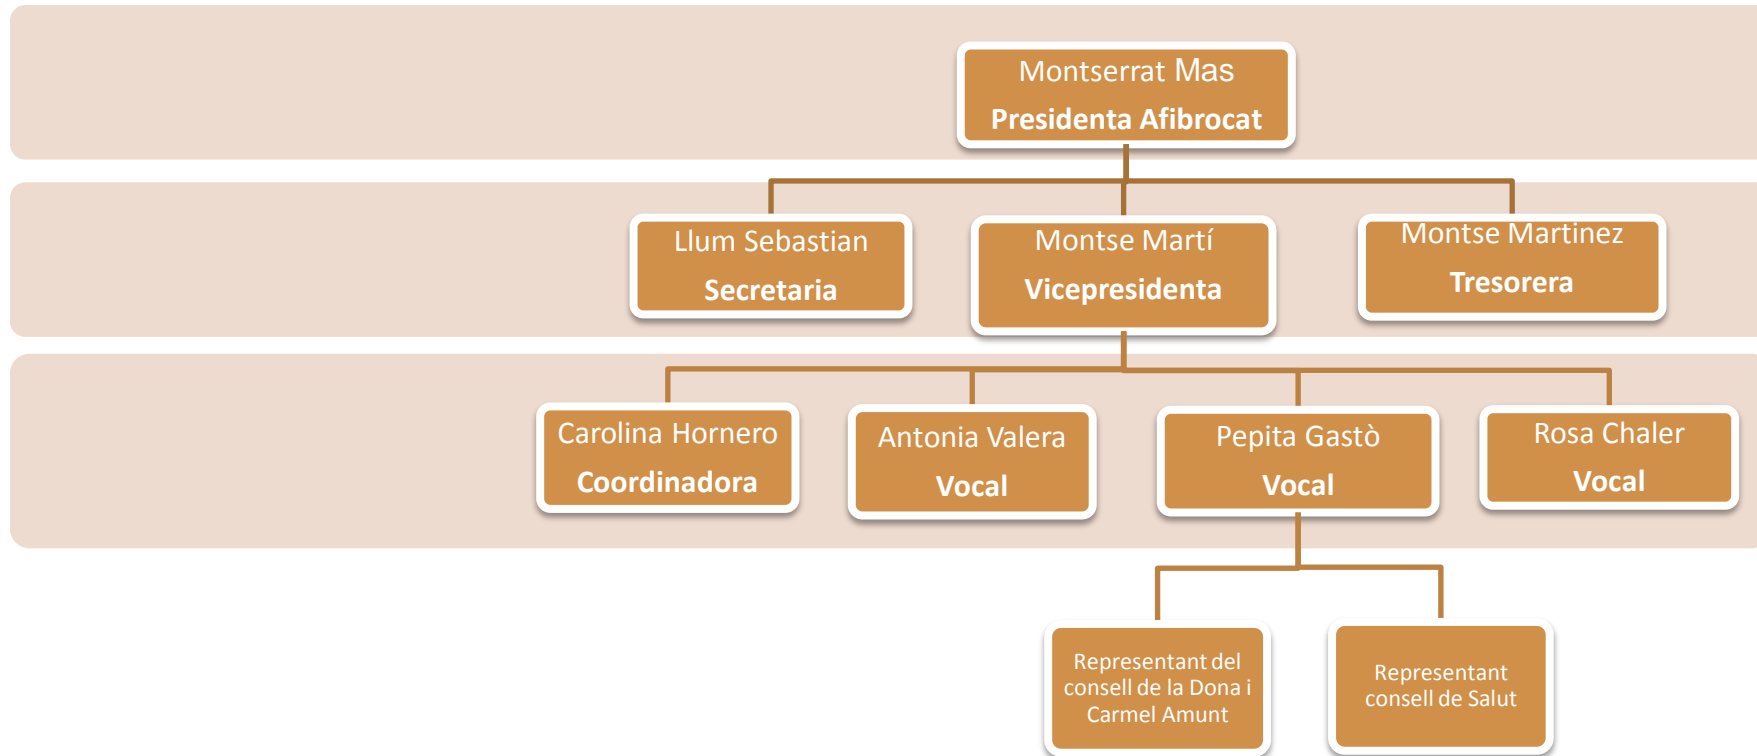 Montserrat Mas
Presidenta Afibrocat
Llum Sebastian
Secretaria
Montse Martí
Vicepresidenta
Montse Martinez
Tresorera
Carolina Hornero
Coordinadora
Antonia Valera
Vocal
Pepita Gastò
Vocal
Rosa Chaler
Vocal
Representant del
consell de la Dona i
Carmel Amunt
Representant
consell de Salut